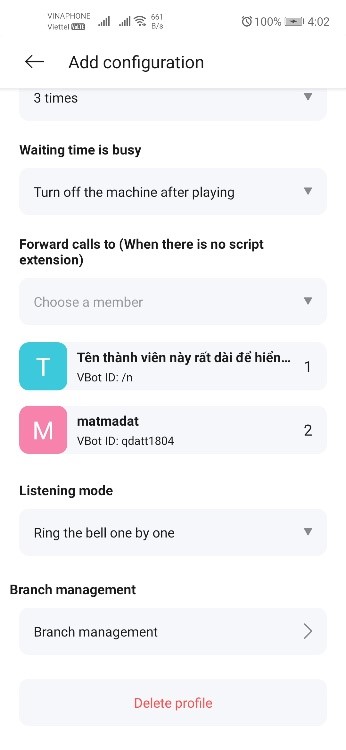 VINAPHONE
Viettel VoLTE
661
B/s
100%
4:02
Add configuration
3 times
Waiting time is busy
Turn off the machine after playing
Forward calls to (When there is no script
extension)
Choose a member
T
Tên thành viên này rất dài để hiển...
VBot ID: /n
1
M
matmadat
VBot ID: qdatt1804
2
Listening mode
Ring the bell one by one
Branch management
Branch management
Delete profile